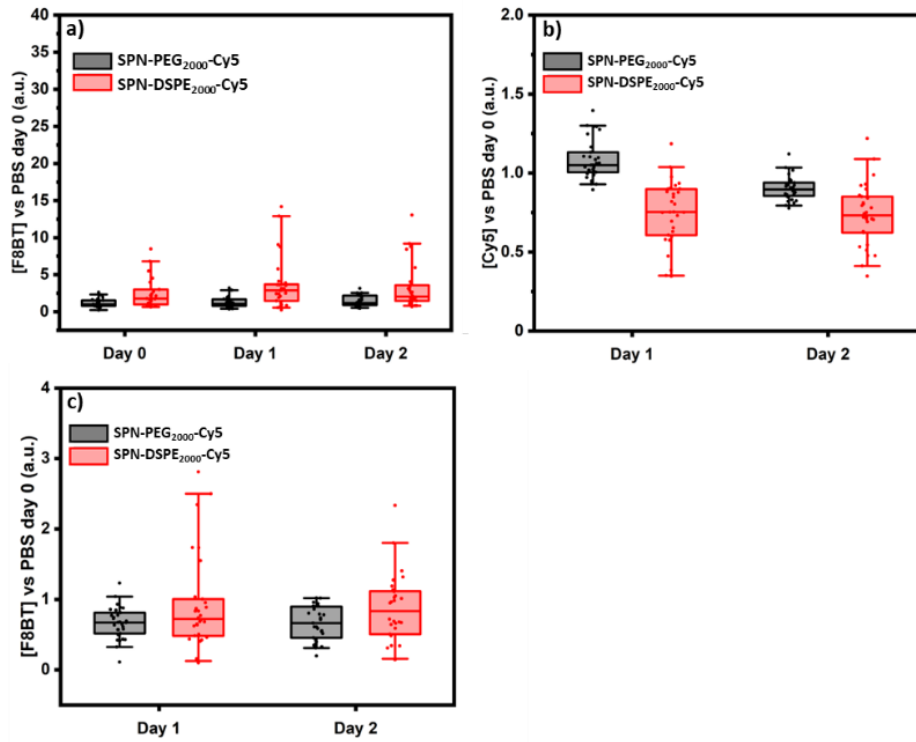 a)
SPN-PEG2000-Cy5
SPN-DSPE2000-Cy5
[F8BT] vs PBS day 0 (a.u.)
40
35
30
25
20
15
10
5
0
Day 0 Day 1 Day 2
b)
SPN-PEG2000-Cy5
SPN-DSPE2000-Cy5
[Cy5] vs PBS day 0 (a.u.)
2.0
1.5
1.0
0.5
0
Day 1 Day 2
c)
SPN-PEG2000-Cy5
SPN-DSPE2000-Cy5
[F8BT] vs PBS day 0 (a.u.)
4
3
2
1
0
Day 1 Day 2